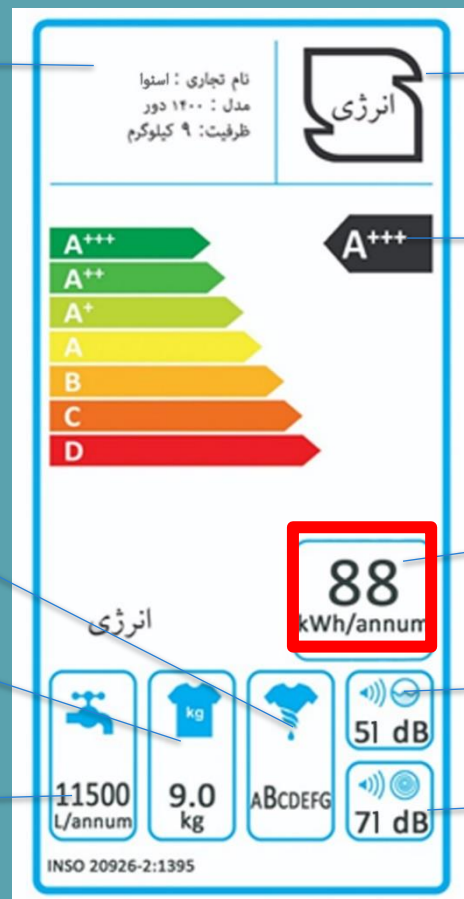 نام تجاری : اسنوا
مدل : ۱۴۰۰ دور
ظرفیت: ۹ کیلوگرم
انرژی
A+++
A+++
A++
A+
A
B
C
D
88
kWh/annum
انرژی
kg
11500
L/annum
9.0
kg
ABCDEFG
51 dB
71 dB
INSO 20926-2:1395